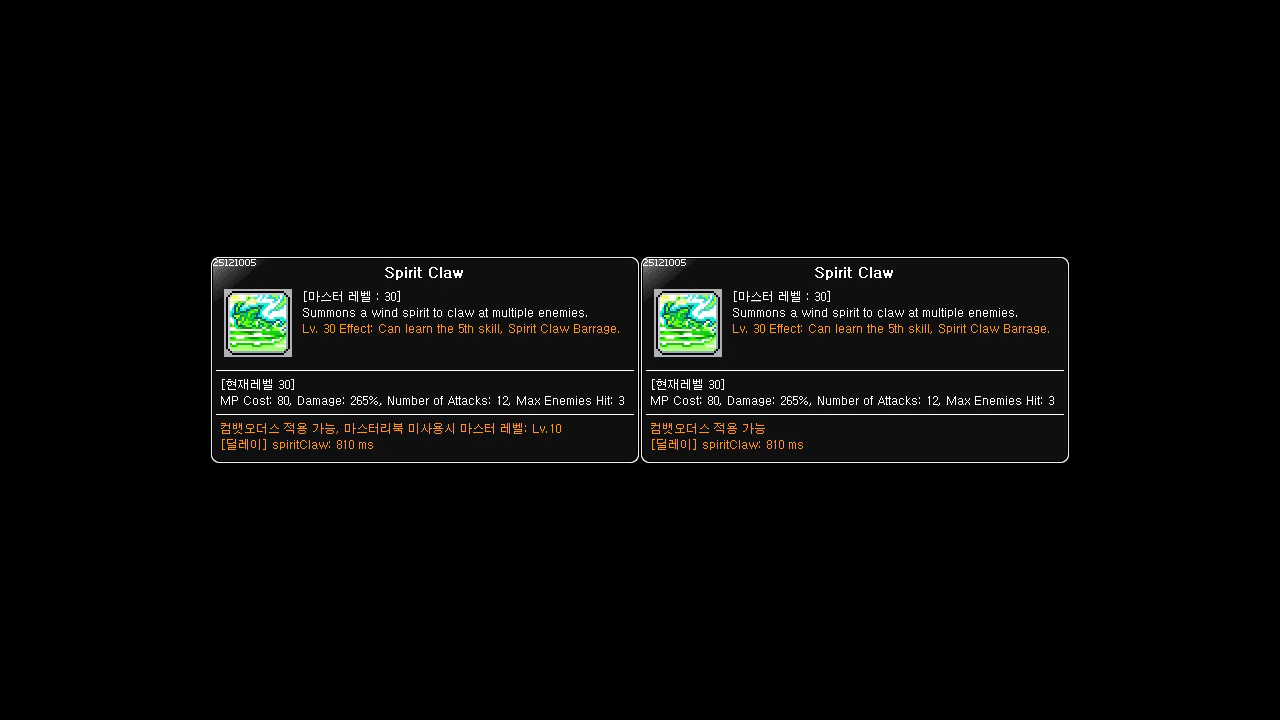 25121005
Spirit Claw
[마스터 레벨 : 30]
Summons a wind spirit to claw at multiple enemies.
Lv. 30 Effect: Can learn the 5th skill, Spirit Claw Barrage.
[현재레벨 30]
MP Cost: 80, Damage: 265%, Number of Attacks: 12, Max Enemies Hit: 3
컴뱃오더스 적용 가능, 마스터리북 미사용시 마스터 레벨: Lv.10
[딜레이] spiritClaw: 810 ms
25121005
Spirit Claw
[마스터 레벨 : 30]
Summons a wind spirit to claw at multiple enemies.
Lv. 30 Effect: Can learn the 5th skill, Spirit Claw Barrage.
[현재레벨 30]
MP Cost: 80, Damage: 265%, Number of Attacks: 12, Max Enemies Hit: 3
컴뱃오더스 적용 가능
[딜레이] spiritClaw: 810 ms